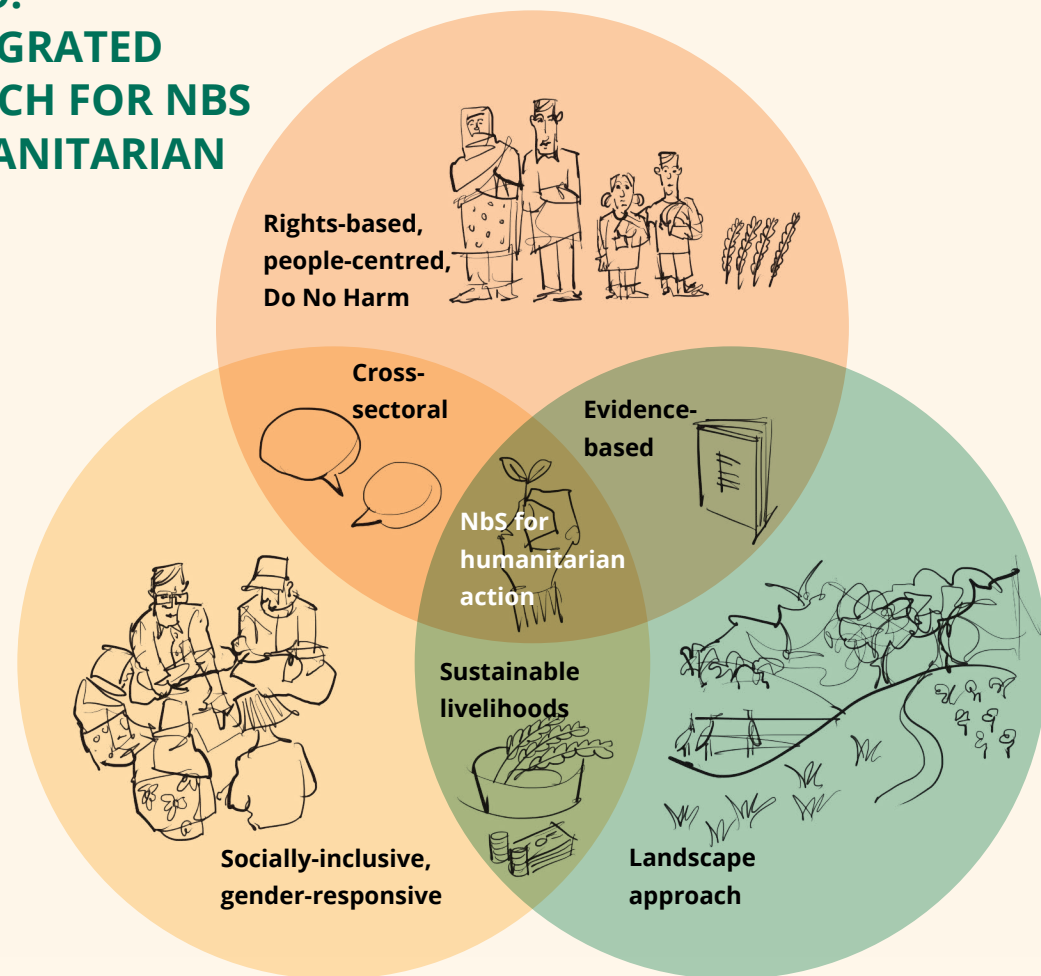 GRATED
CH FOR NBS
ANITARIAN
Rights-based,
people-centred,
Do No Harm
Cross-
sectoral
Evidence-
based
NbS for
humanitarian
action
Sustainable
livelihoods
Socially-inclusive,
gender-responsive
Landscape
approach